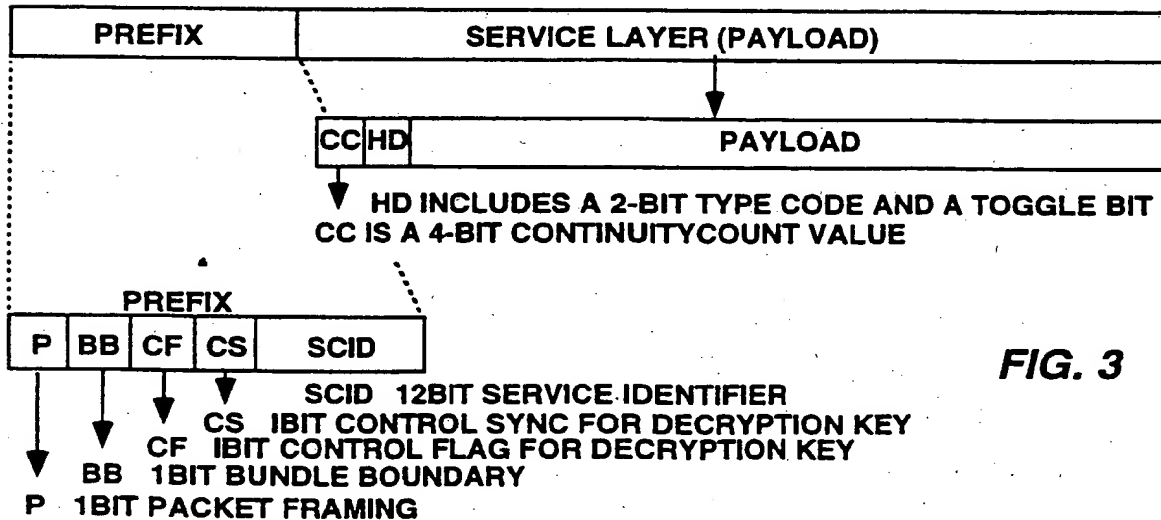 PREFIX SERVICE LAYER (PAYLOAD)
CC HD PAYLOAD
HD INCLUDES A 2-BIT TYPE CODE AND A TOGGLE BIT
CC IS A 4-BIT CONTINUITYCOUNT VALUE
PREFIX
P BB CF CS SCID
FIG. 3
SCID 12BIT SERVICE IDENTIFIER
CS IBIT CONTROL SYNC FOR DECRYPTION KEY
CF IBIT CONTROL FLAG FOR DECRYPTION KEY
BB 1BIT BUNDLE BOUNDARY
P 1BIT PACKET FRAMING